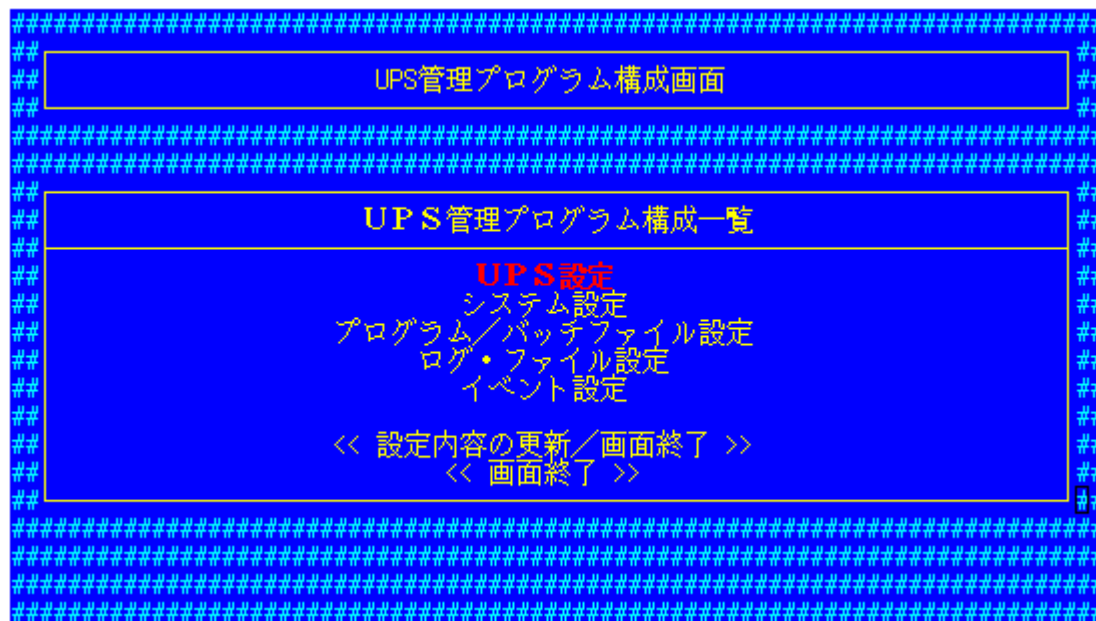 UPS管理プログラム構成画面
UPS管理プログラム構成一覧
UPS設定
システム設定
プログラム／バッチファイル設定
ログ・ファイル設定
イベント設定
<< 設定内容の更新／画面終了 >>
<< 画面終了 >>